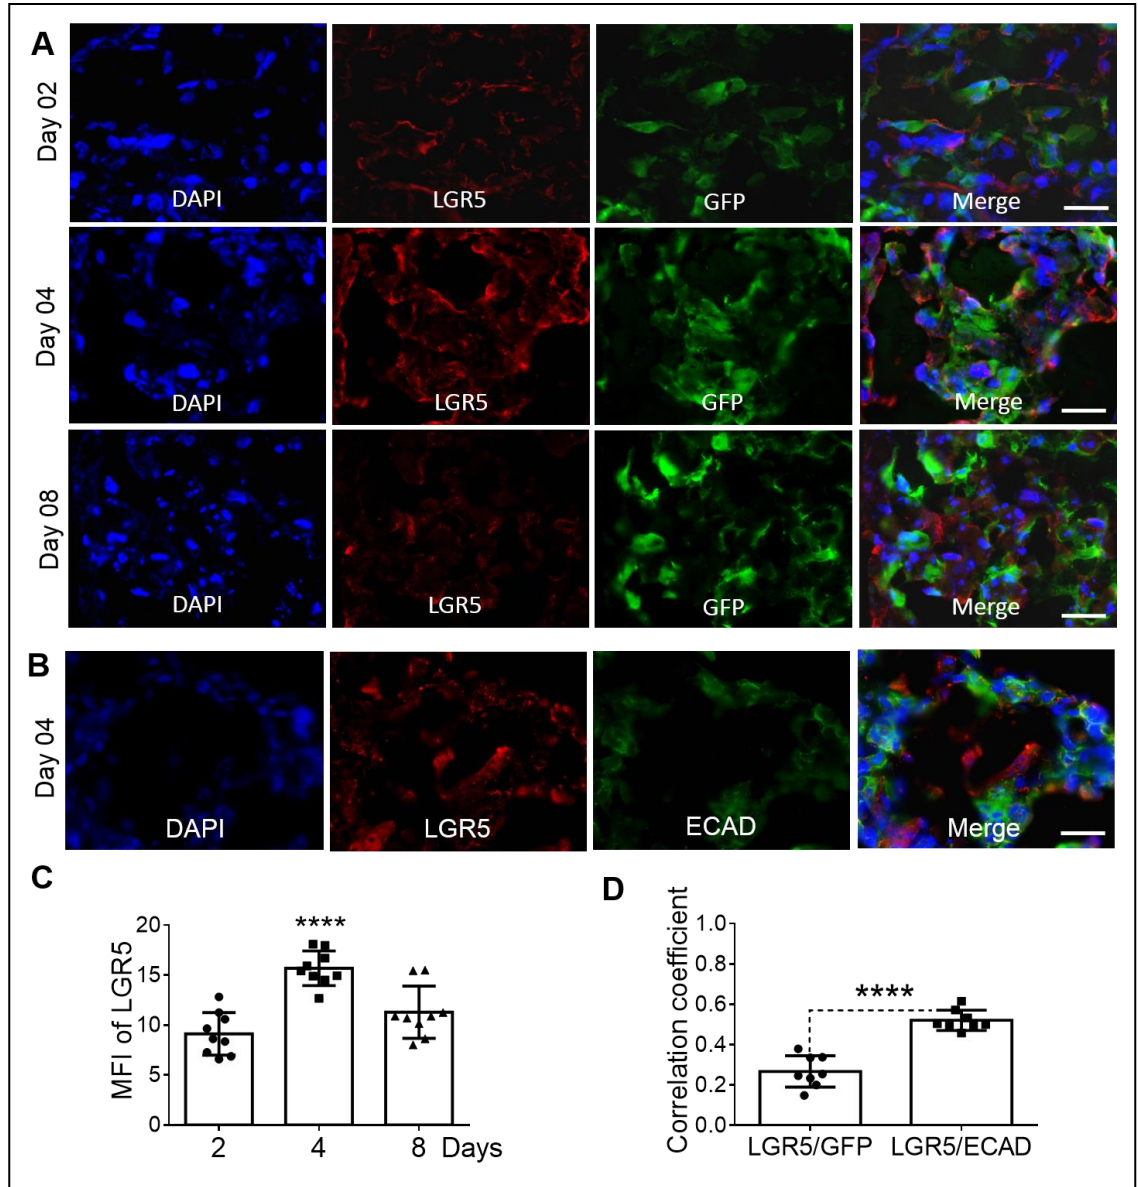 A
Day 02
DAPI
LGR5
GFP
Merge
Day 04
DAPI
LGR5
GFP
Merge
Day 08
DAPI
LGR5
GFP
Merge
B
Day 04
DAPI
LGR5
ECAD
Merge
C
MFI of LGR5
20
15
10
5
0
****
2 4 8 Days
D
Correlation coefficient
1.0
0.8
0.6
0.4
0.2
0.0
****
LGR5/GFP LGR5/ECAD